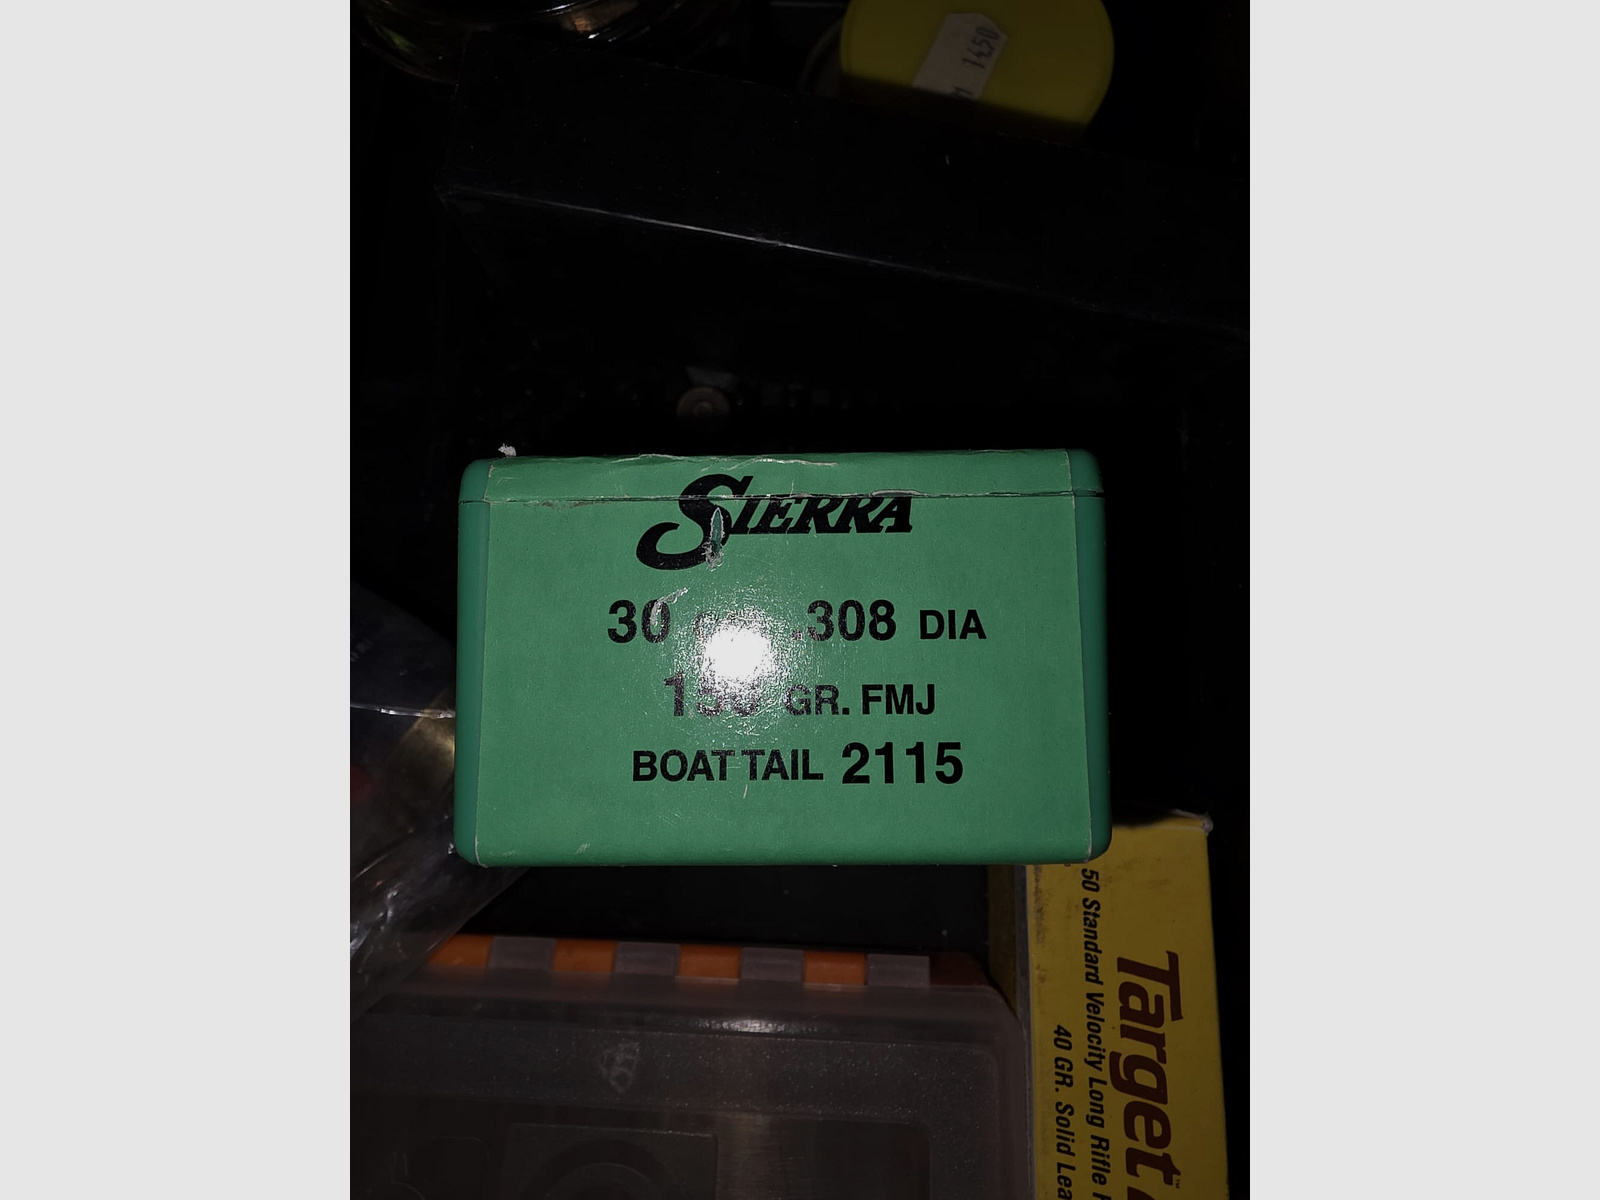 1450
SIERRA
30 .308 DIA
150 GR. FMJ
BOAT TAIL 2115
Target
50 Standard Velocity Long Rifle
40 GR. Solid